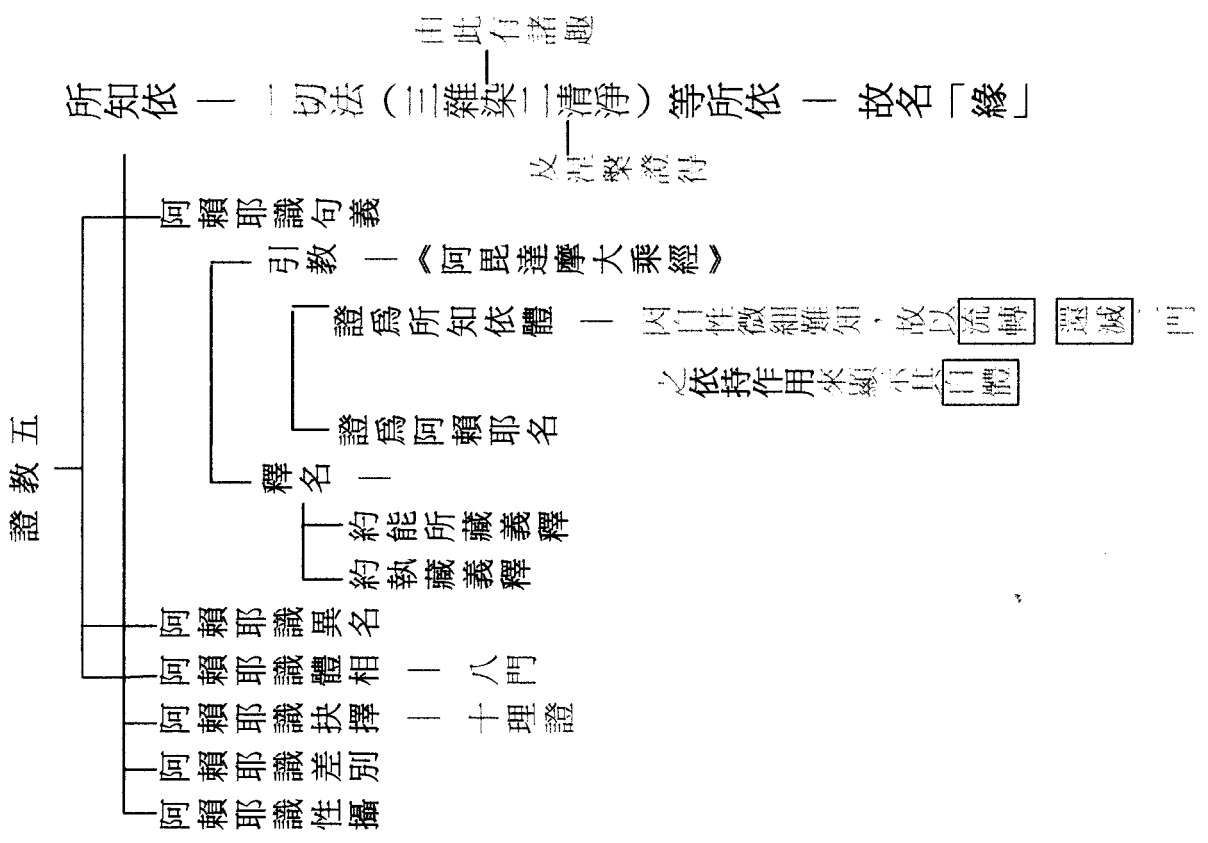 由此有諸趣
所知依 — 一切法（三雜染二清淨）等所依 — 故名「緣」
及涅槃證得
證教五
阿賴耶識句義
引教 — 《阿毘達摩大乘經》
證爲所知依體 — 因自性微細難知，故以流轉 還滅二門
之依持作用來顯示其自體
證爲阿賴耶名
釋名 —
約能所藏義釋
約執藏義釋
阿賴耶識異名
阿賴耶識體相 — 八門
阿賴耶識抉擇 — 十理證
阿賴耶識差別
阿賴耶識性攝